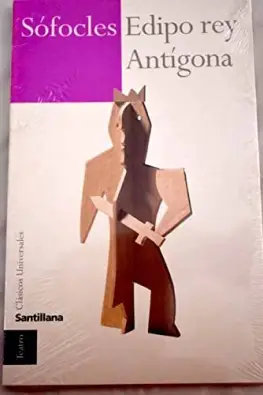 Sófocles Edipo rey
Antígona
Clásicos Universales
Santillana
Teatro